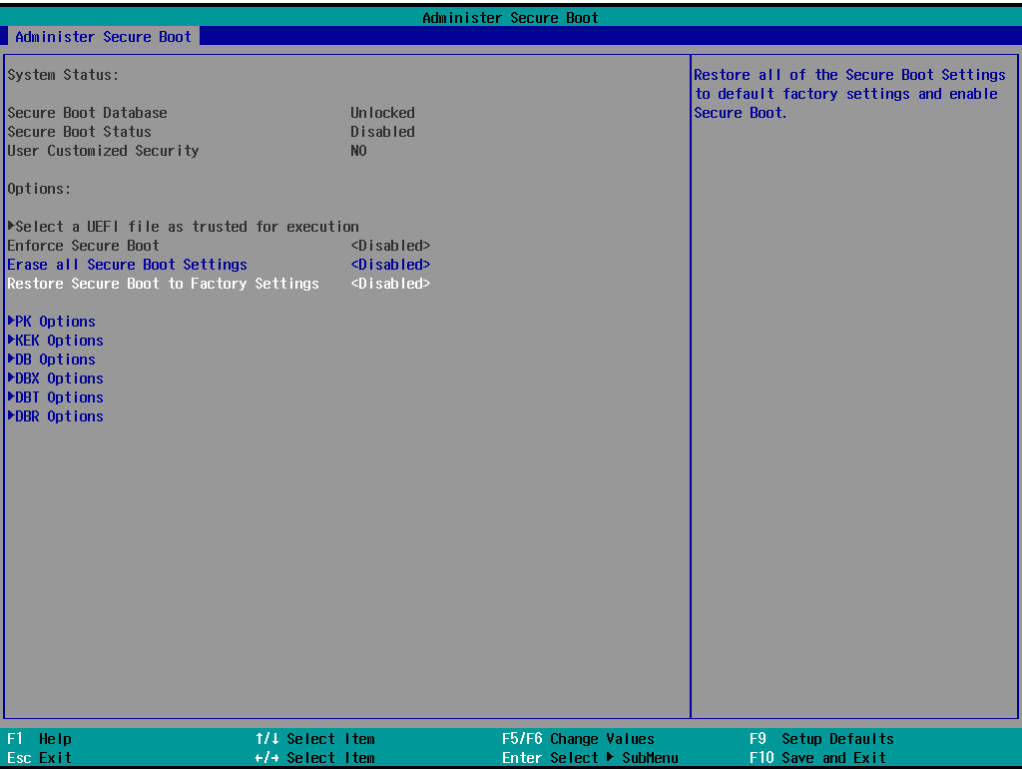 Administer Secure Boot
Administer Secure Boot
System Status:
Secure Boot Database Unlocked
Secure Boot Status Disabled
User Customized Security NO
Options:
▶Select a UEFI file as trusted for execution
Enforce Secure Boot <Disabled>
Erase all Secure Boot Settings <Disabled>
Restore Secure Boot to Factory Settings <Disabled>
▶PK Options
▶KEK Options
▶DB Options
▶DBX Options
▶DBT Options
▶DBR Options
Restore all of the Secure Boot Settings
to default factory settings and enable
Secure Boot.
F1 Help ↑/↓ Select Item F5/F6 Change Values F9 Setup Defaults
Esc Exit ←/→ Select Item Enter Select ▶ SubMenu F10 Save and Exit